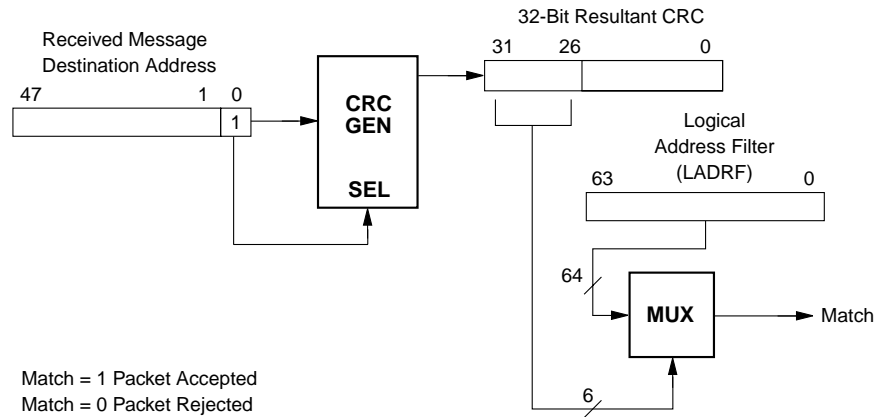 32-Bit Resultant CRC
31 26 0
Received Message
Destination Address
47 1 0
1
CRC
GEN
SEL
Logical
Address Filter
(LADRF)
63 0
64
MUX
Match
6
Match = 1 Packet Accepted
Match = 0 Packet Rejected